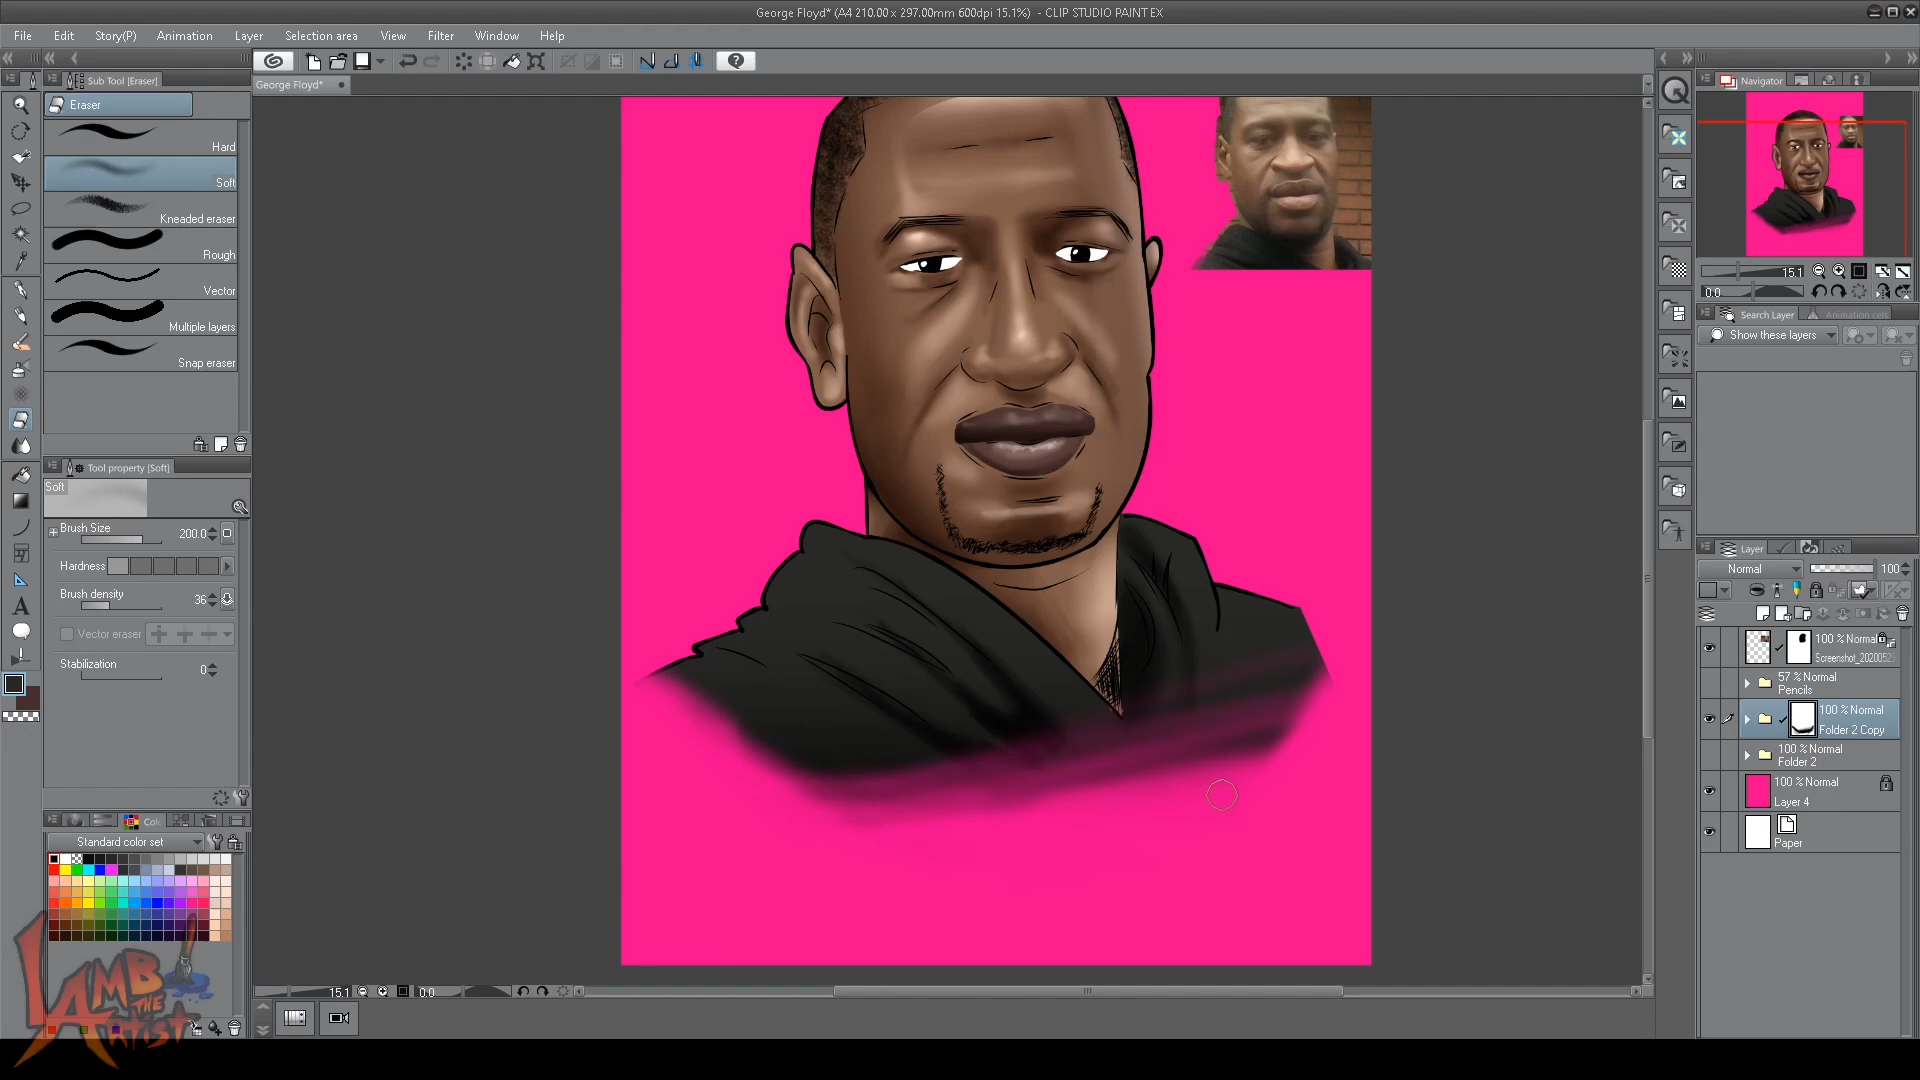 George Floyd* (A4 210.00 x 297.00mm 600dpi 15.1%) - CLIP STUDIO PAINT EX
File Edit Story(P) Animation Layer Selection area View Filter Window Help
Sub Tool [Eraser]
Eraser
Hard
Soft
Kneaded eraser
Rough
Vector
Multiple layers
Snap eraser
Tool property [Soft]
Soft
Brush Size 200.0
Hardness
Brush density 36
Vector eraser
Stabilization 0
Standard color set
LAMB
THE
ARTIST
George Floyd*
15.1 0.0
Navigator
15.1
0.0
Search Layer Animation cels
Show these layers
Layer
Normal 100
100 % Normal
Screenshot_2020052
57 % Normal
Pencils
100 % Normal
Folder 2 Copy
100 % Normal
Folder 2
100 % Normal
Layer 4
Paper